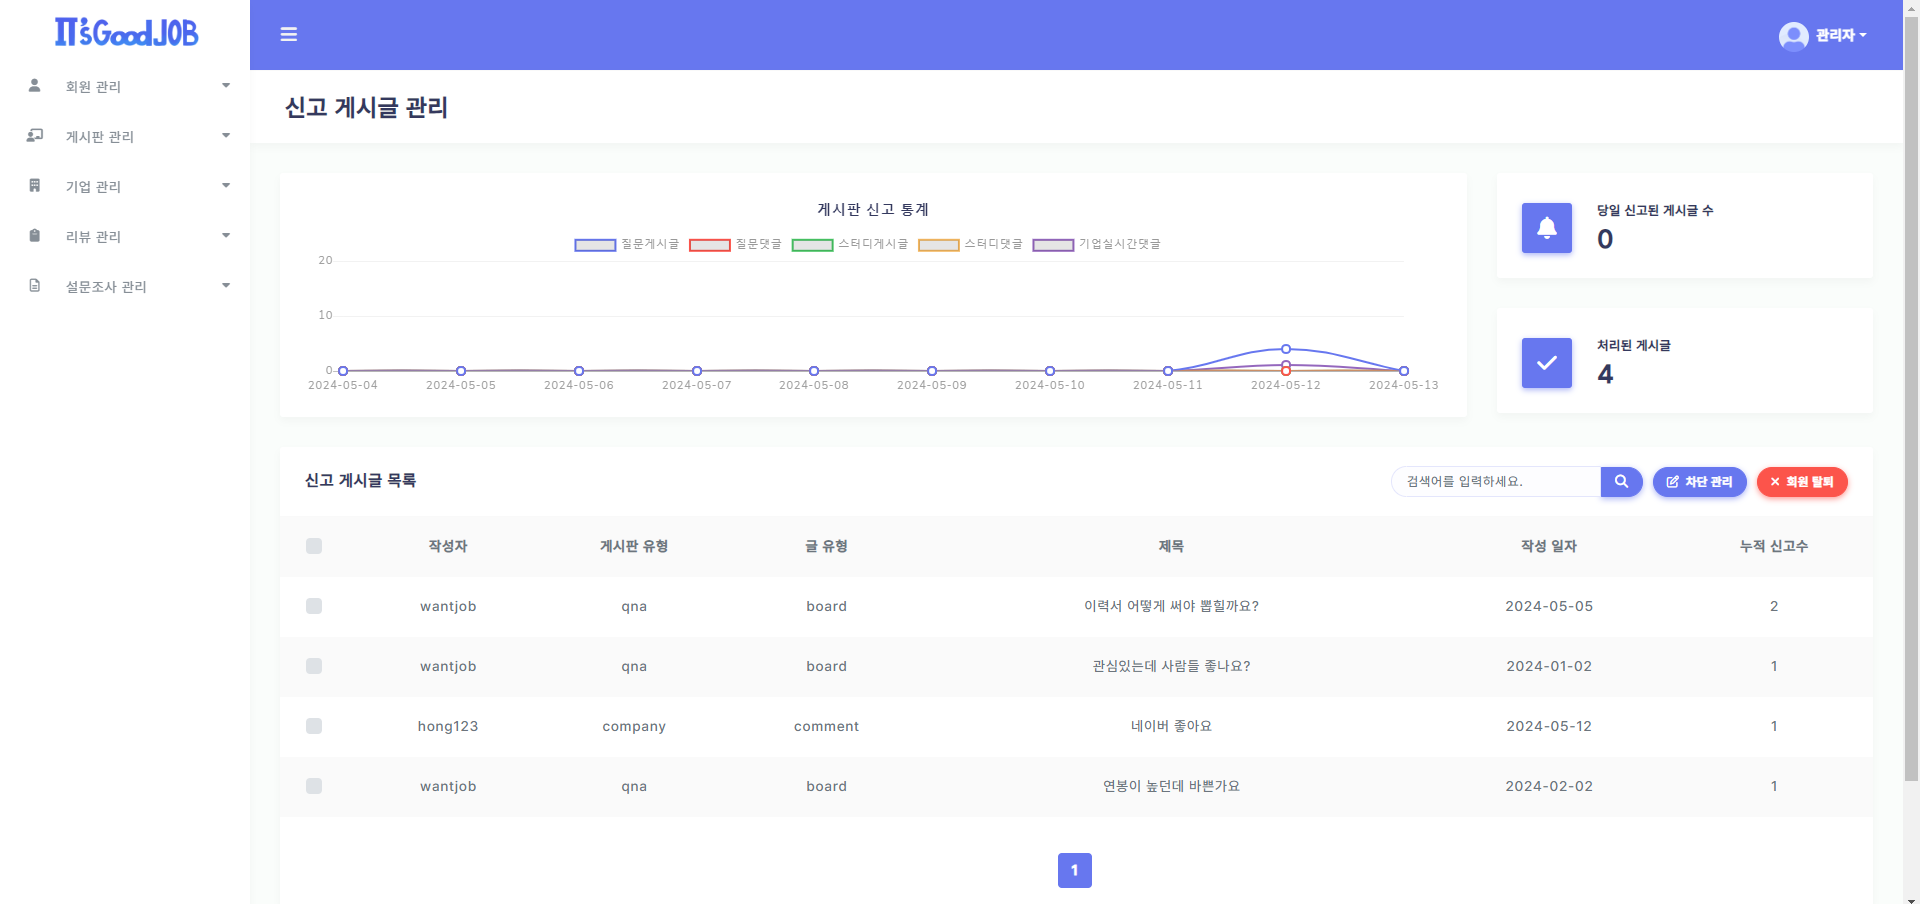 IT'sGoodJOB
관리자
회원 관리
게시판 관리
기업 관리
리뷰 관리
설문조사 관리
신고 게시글 관리
게시판 신고 통계
질문게시글 질문댓글 스터디게시글 스터디댓글 기업실시간댓글
20
10
0
2024-05-04 2024-05-05 2024-05-06 2024-05-07 2024-05-08 2024-05-09 2024-05-10 2024-05-11 2024-05-12 2024-05-13
당일 신고된 게시글 수
0
처리된 게시글
4
신고 게시글 목록
검색어를 입력하세요.
차단 관리
회원 탈퇴
작성자 게시판 유형 글 유형 제목 작성 일자 누적 신고수
wantjob qna board 이력서 어떻게 써야 뽑힐까요? 2024-05-05 2
wantjob qna board 관심있는데 사람들 좋나요? 2024-01-02 1
hong123 company comment 네이버 좋아요 2024-05-12 1
wantjob qna board 연봉이 높던데 바쁜가요 2024-02-02 1
1